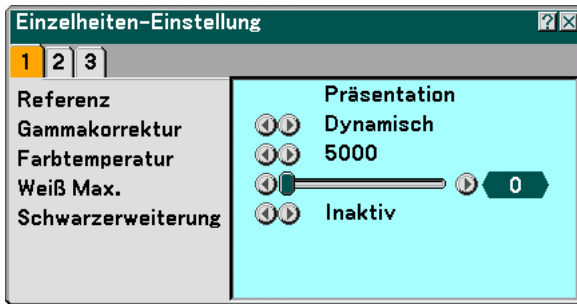 Einzelheiten-Einstellung
1 2 3
Referenz Präsentation
Gammakorrektur Dynamisch
Farbtemperatur 5000
Weiß Max. 0
Schwarzerweiterung Inaktiv